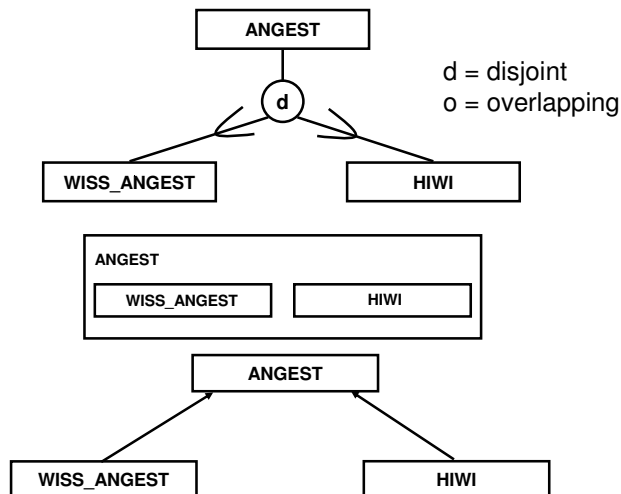 ANGEST
d
d = disjoint
o = overlapping
WISS_ANGEST
HIWI
ANGEST
WISS_ANGEST
HIWI
ANGEST
WISS_ANGEST
HIWI